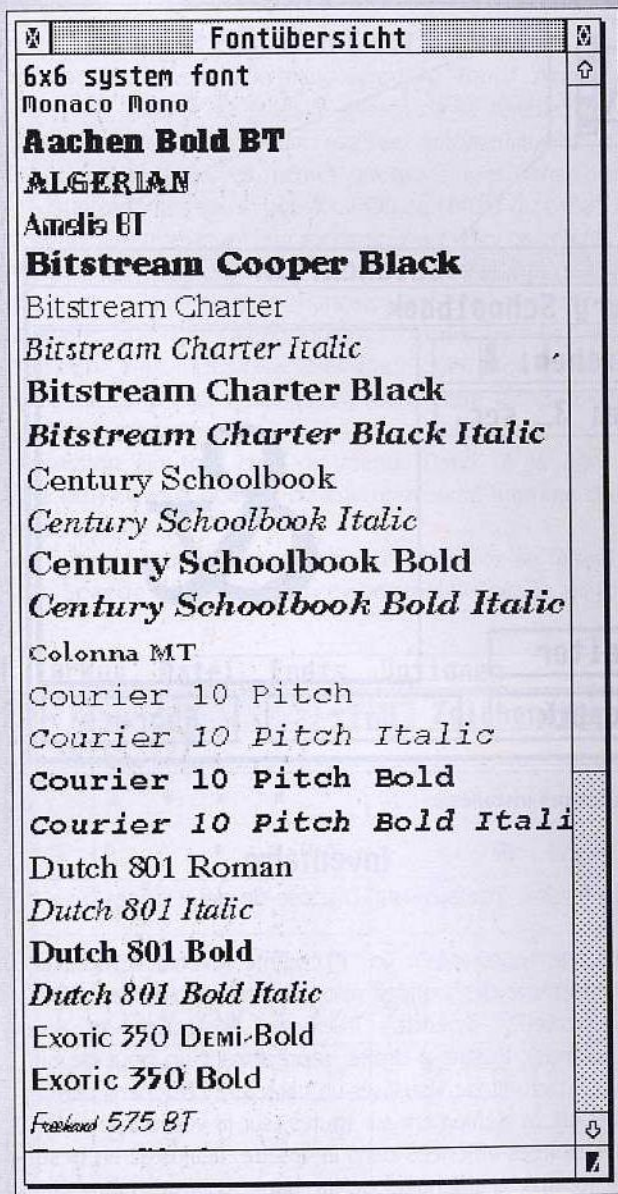 Fontübersicht
6x6 system font
Monaco Mono
Aachen Bold BT
ALGERIAN
Amelia BT
Bitstream Cooper Black
Bitstream Charter
Bitstream Charter Italic
Bitstream Charter Black
Bitstream Charter Black Italic
Century Schoolbook
Century Schoolbook Italic
Century Schoolbook Bold
Century Schoolbook Bold Italic
Colonna MT
Courier 10 Pitch
Courier 10 Pitch Italic
Courier 10 Pitch Bold
Courier 10 Pitch Bold Itali
Dutch 801 Roman
Dutch 801 Italic
Dutch 801 Bold
Dutch 801 Bold Italic
Exotic 350 Demi-Bold
Exotic 350 Bold
Freehand 575 BT